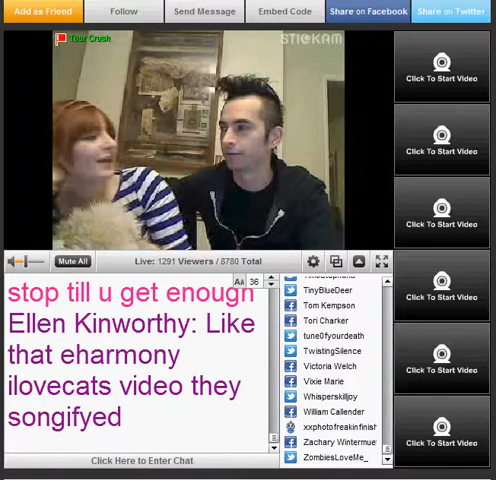 Add as Friend
Follow
Send Message
Embed Code
Share on Facebook
Share on Twitter
Tour Crush
STICKAM
Click To Start Video
Click To Start Video
Click To Start Video
Click To Start Video
Click To Start Video
Click To Start Video
Mute All
Live: 1291 Viewers / 8780 Total
AA 36
stop till u get enough
Ellen Kinworthy: Like
that eharmony
ilovecats video they
songifyed
TinyBlueDeer
Tom Kempson
Tori Charker
tune0fyourdeath
TwistingSilence
Victoria Welch
Vixie Marie
Whisperskilljoy
William Callender
xxphotofreakinfinish
Zachary Wintermue
ZombiesLoveMe_
Click Here to Enter Chat